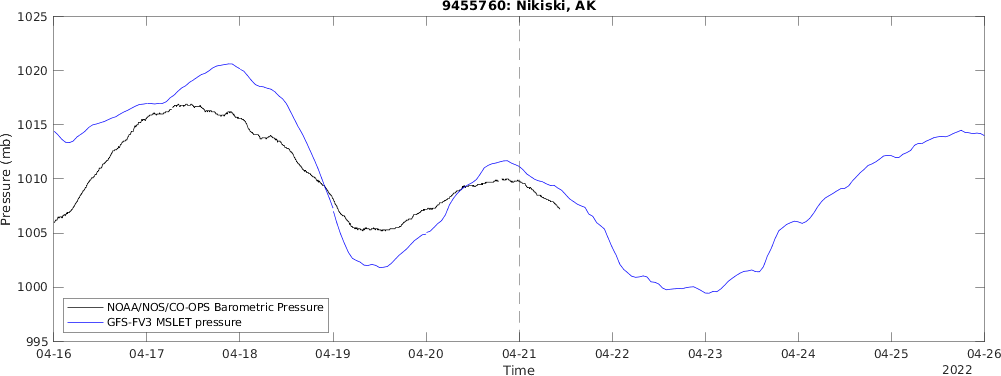 9455760: Nikiski, AK
1025
1020
1015
1010
1005
1000
995
Pressure (mb)
NOAA/NOS/CO-OPS Barometric Pressure
GFS-FV3 MSLET pressure
04-16 04-17 04-18 04-19 04-20 04-21 04-22 04-23 04-24 04-25 04-26
Time
2022